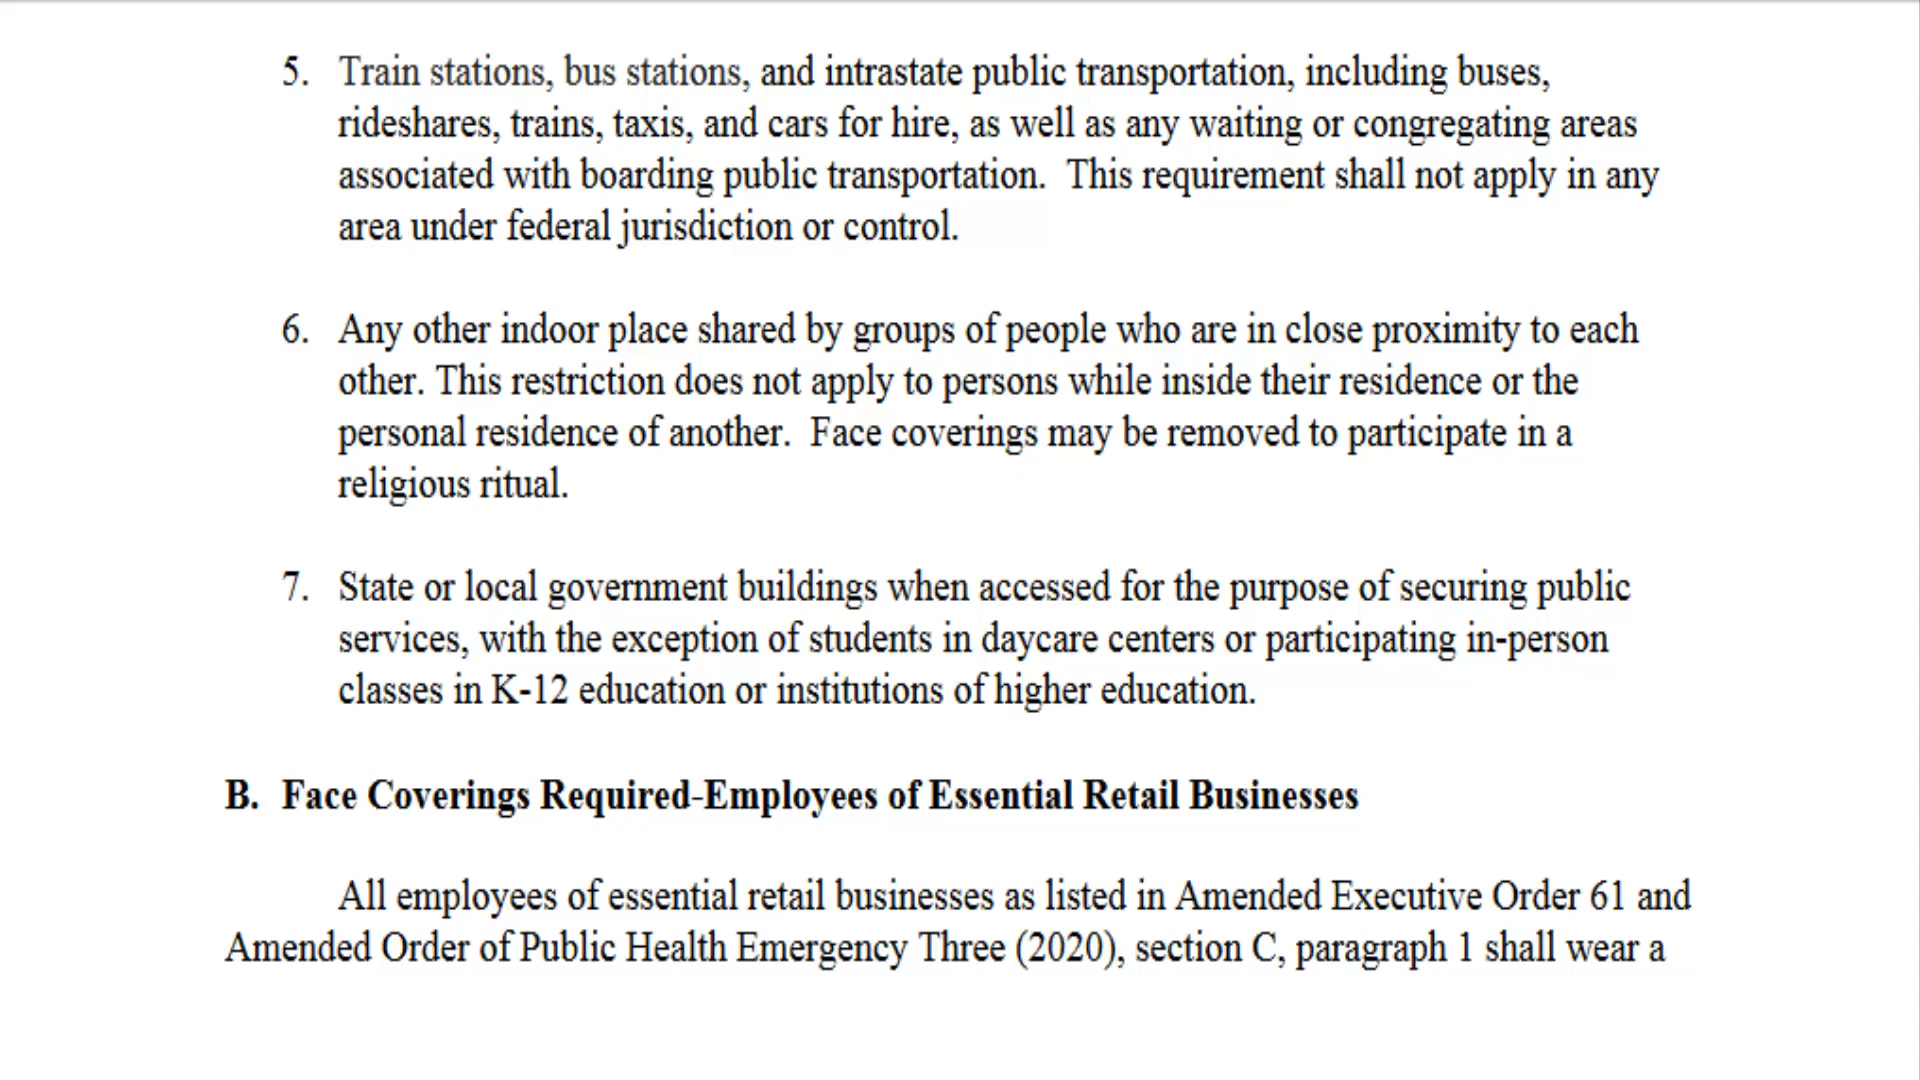 5. Train stations, bus stations, and intrastate public transportation, including buses,
rideshares, trains, taxis, and cars for hire, as well as any waiting or congregating areas
associated with boarding public transportation. This requirement shall not apply in any
area under federal jurisdiction or control.
6. Any other indoor place shared by groups of people who are in close proximity to each
other. This restriction does not apply to persons while inside their residence or the
personal residence of another. Face coverings may be removed to participate in a
religious ritual.
7. State or local government buildings when accessed for the purpose of securing public
services, with the exception of students in daycare centers or participating in-person
classes in K-12 education or institutions of higher education.
B. Face Coverings Required-Employees of Essential Retail Businesses
All employees of essential retail businesses as listed in Amended Executive Order 61 and
Amended Order of Public Health Emergency Three (2020), section C, paragraph 1 shall wear a